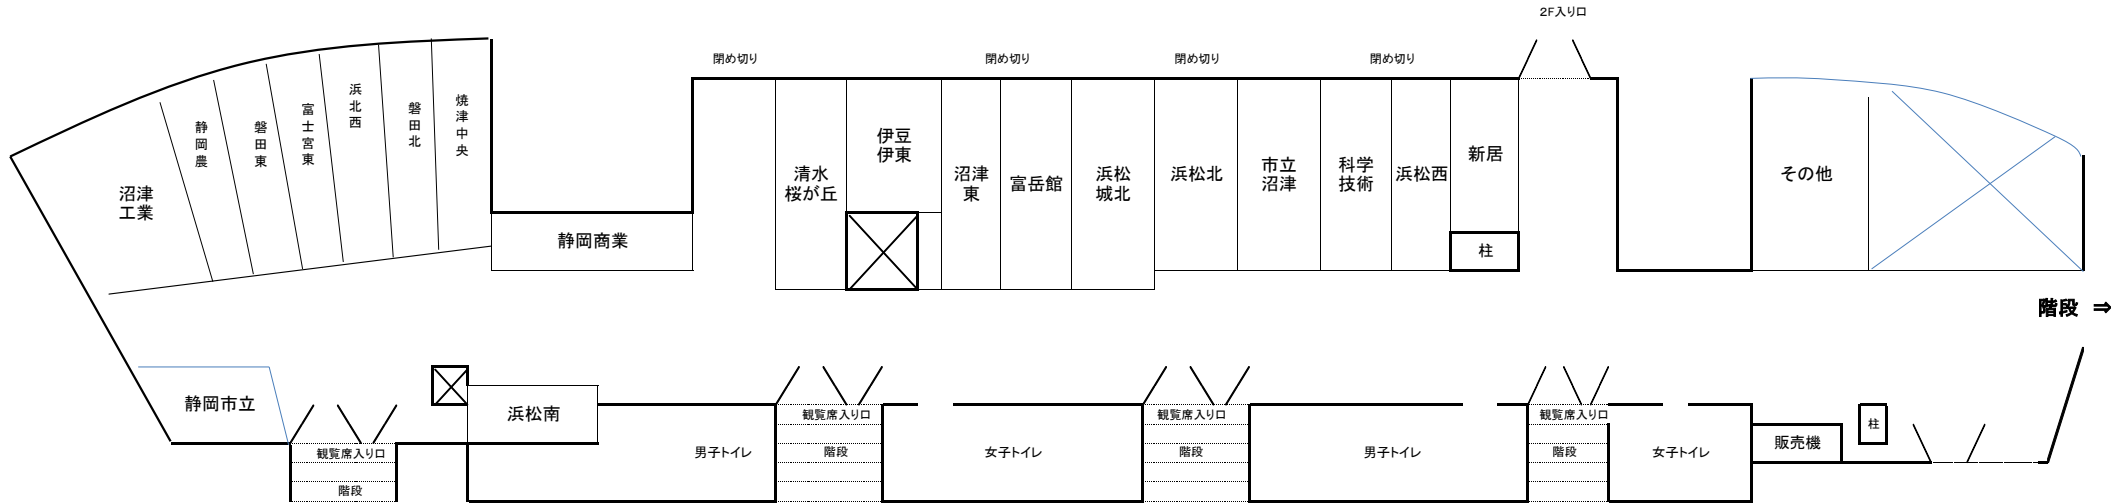 2F入り口
閉め切り
閉め切り
閉め切り
閉め切り
沼津
工業
静岡農
磐田東
富士宮東
浜北西
磐田北
焼津中央
静岡商業
清水
桜が丘
伊豆
伊東
沼津
東
富岳館
浜松
城北
浜松北
市立
沼津
科学
技術
浜松西
新居
柱
その他
階段 ⇒
静岡市立
観覧席入り口
階段
浜松南
男子トイレ
観覧席入り口
階段
女子トイレ
観覧席入り口
階段
男子トイレ
観覧席入り口
階段
女子トイレ
販売機
柱